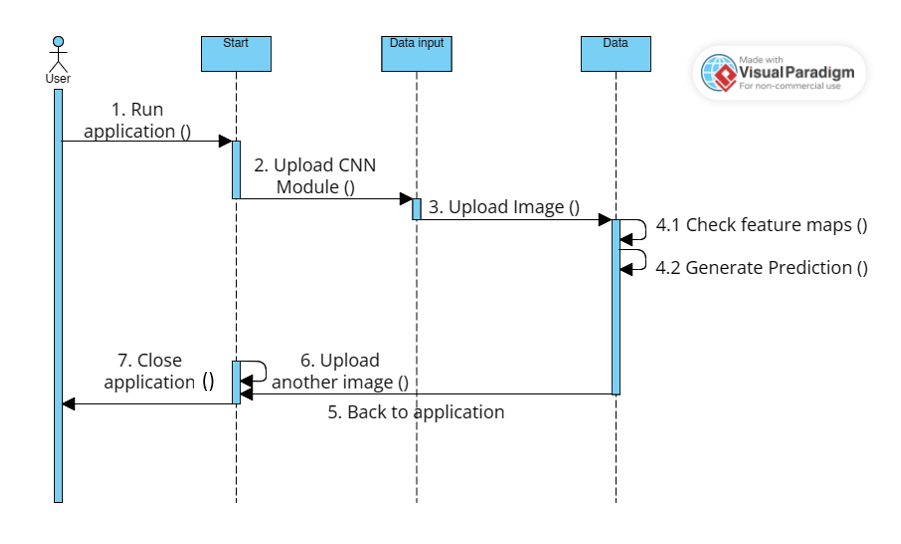 Start
Data input
Data
User
Made with
Visual Paradigm
For non-commercial use
1. Run
application ()
2. Upload CNN
Module ()
3. Upload Image ()
4.1 Check feature maps ()
4.2 Generate Prediction ()
7. Close
application ()
6. Upload
another image ()
5. Back to application